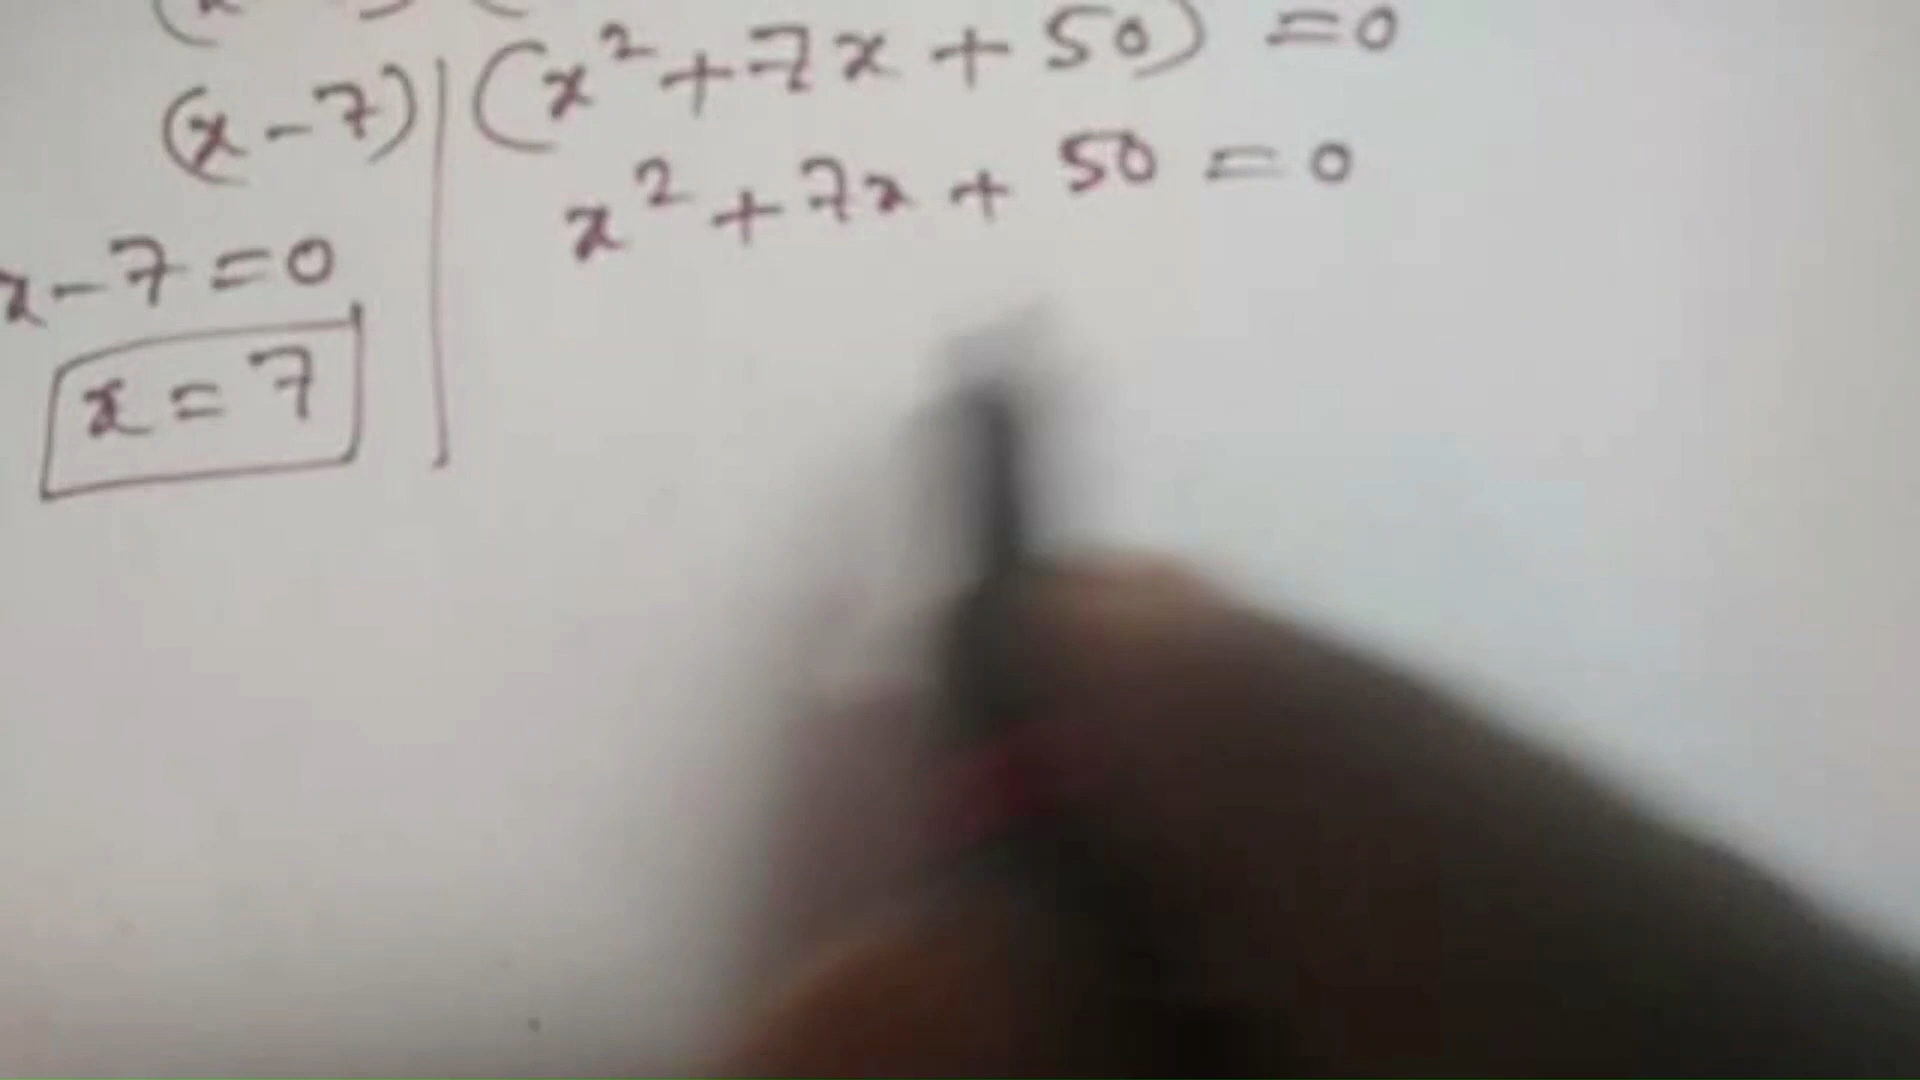 (x-7) (x²+7x+50) =0
x²+7x+50=0
x-7=0
x=7